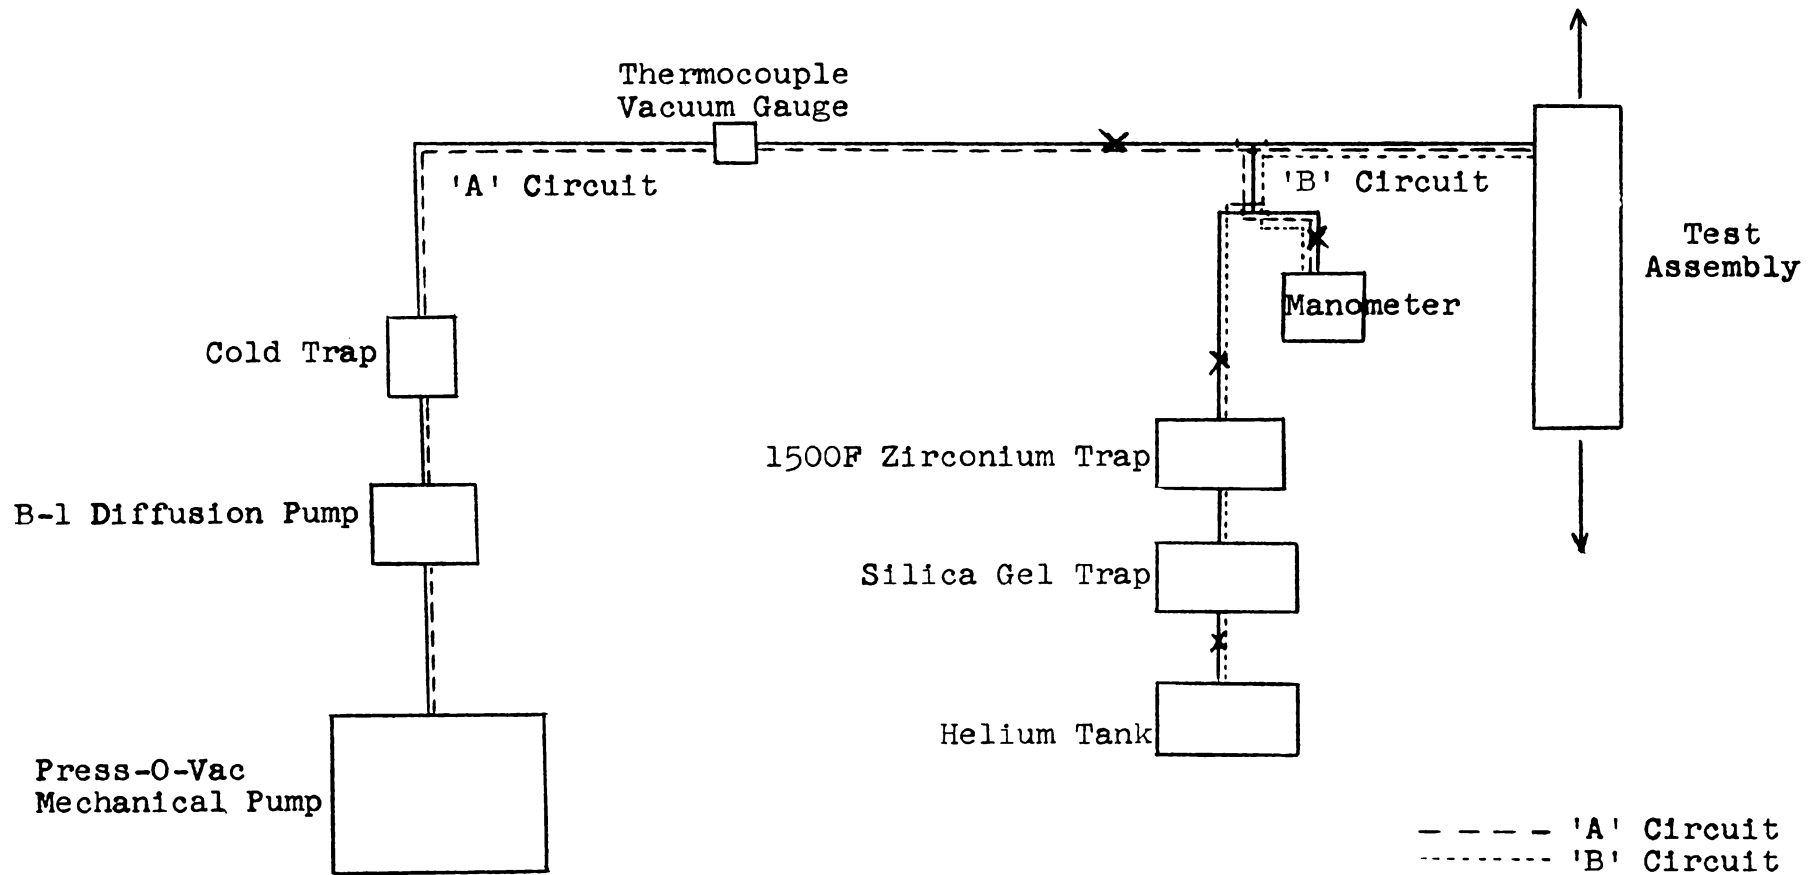 Thermocouple
Vacuum Gauge
'A' Circuit
'B' Circuit
Test
Assembly
Manometer
Cold Trap
1500F Zirconium Trap
B-1 Diffusion Pump
Silica Gel Trap
Helium Tank
Press-O-Vac
Mechanical Pump
'A' Circuit
'B' Circuit